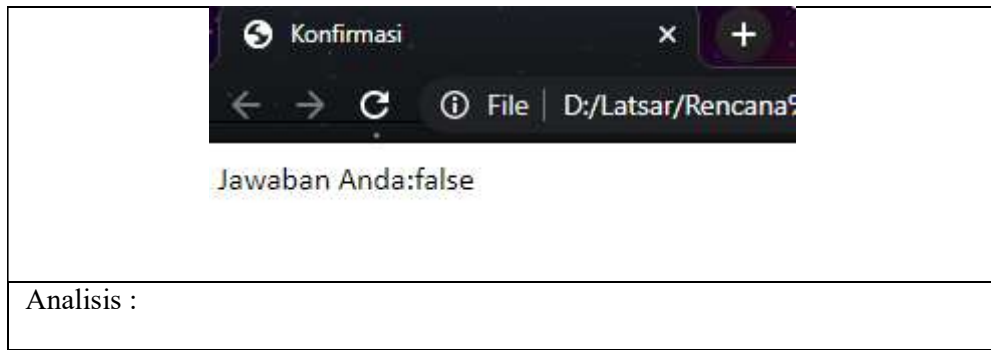 Konfirmasi
File | D:/Latsar/Rencana
Jawaban Anda:false
Analisis :